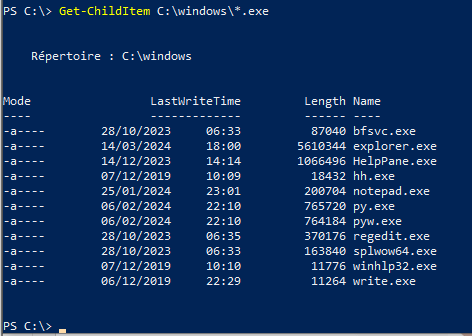 PS C:\> Get-ChildItem C:\windows\*.exe
Répertoire : C:\windows
Mode LastWriteTime Length Name
---- ------------- ------ ----
-a---- 28/10/2023 06:33 87040 bfsvc.exe
-a---- 14/03/2024 18:00 5610344 explorer.exe
-a---- 14/12/2023 14:14 1066496 HelpPane.exe
-a---- 07/12/2019 10:09 18432 hh.exe
-a---- 25/01/2024 23:01 200704 notepad.exe
-a---- 06/02/2024 22:10 765720 py.exe
-a---- 06/02/2024 22:10 764184 pyw.exe
-a---- 28/10/2023 06:35 370176 regedit.exe
-a---- 28/10/2023 06:33 163840 splwow64.exe
-a---- 07/12/2019 10:10 11776 winhlp32.exe
-a---- 06/12/2019 22:29 11264 write.exe
PS C:\> _